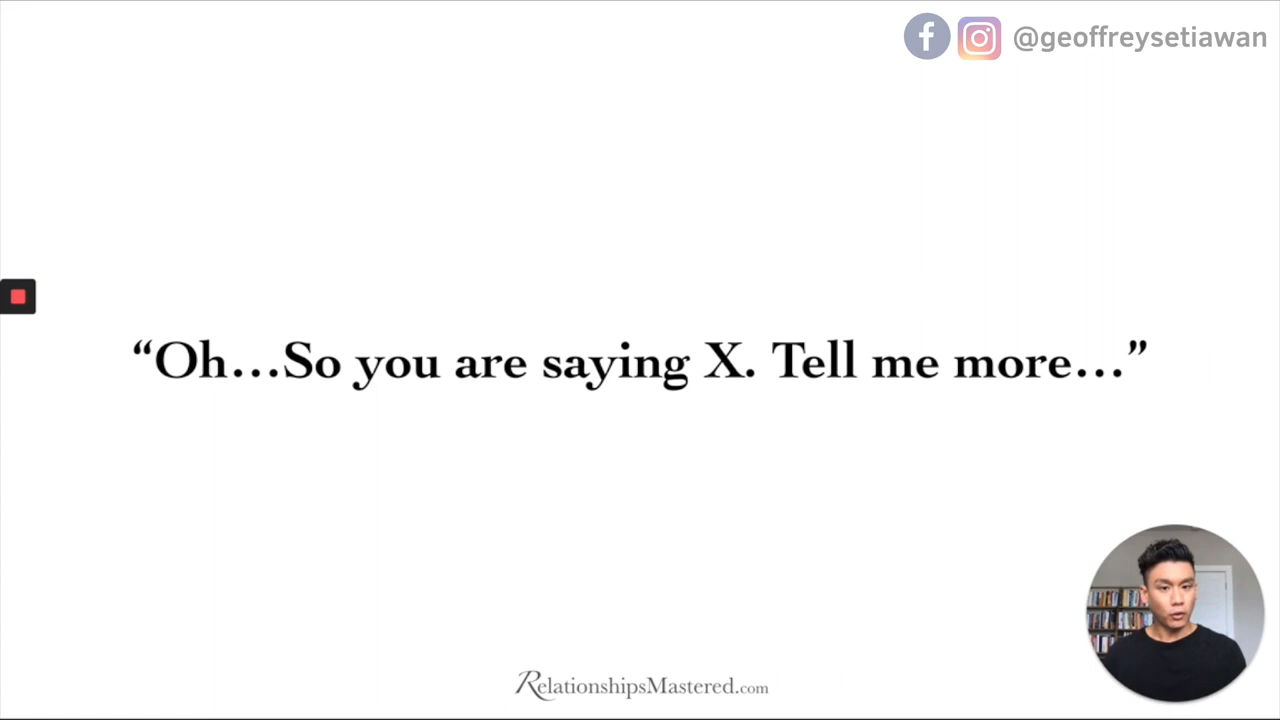 @geoffreysetiawan
“Oh...So you are saying X. Tell me more...”
RelationshipsMastered.com